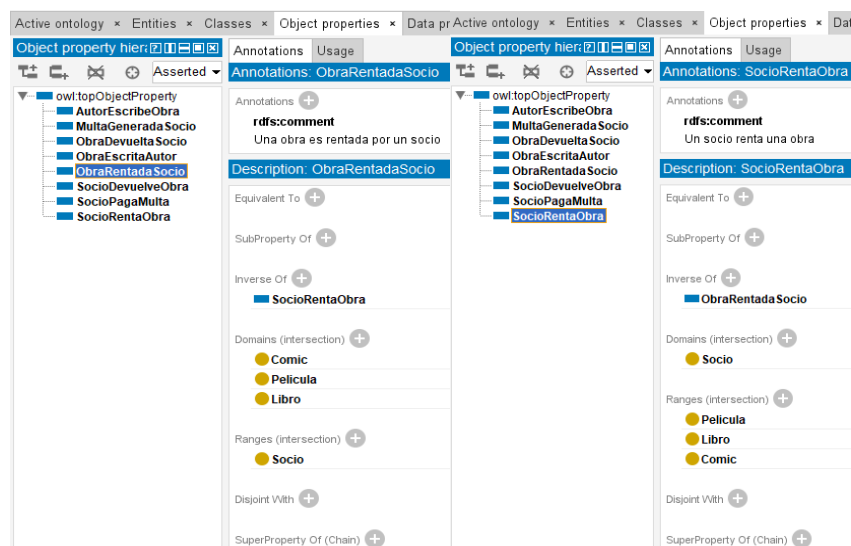 Active ontology × Entities × Classes × Object properties × Data pr
Object property hiera
Asserted
owl:topObjectProperty
AutorEscribeObra
MultaGeneradaSocio
ObraDevueltaSocio
ObraEscritaAutor
ObraRentadaSocio
SocioDevuelveObra
SocioPagaMulta
SocioRentaObra
Annotations Usage
Annotations: ObraRentadaSocio
Annotations
rdfs:comment
Una obra es rentada por un socio
Description: ObraRentadaSocio
Equivalent To
SubProperty Of
Inverse Of
SocioRentaObra
Domains (intersection)
Comic
Pelicula
Libro
Ranges (intersection)
Socio
Disjoint With
SuperProperty Of (Chain)
Active ontology × Entities × Classes × Object properties × Dat
Object property hiera
Asserted
owl:topObjectProperty
AutorEscribeObra
MultaGeneradaSocio
ObraDevueltaSocio
ObraEscritaAutor
ObraRentadaSocio
SocioDevuelveObra
SocioPagaMulta
SocioRentaObra
Annotations Usage
Annotations: SocioRentaObra
Annotations
rdfs:comment
Un socio renta una obra
Description: SocioRentaObra
Equivalent To
SubProperty Of
Inverse Of
ObraRentadaSocio
Domains (intersection)
Socio
Ranges (intersection)
Pelicula
Libro
Comic
Disjoint With
SuperProperty Of (Chain)